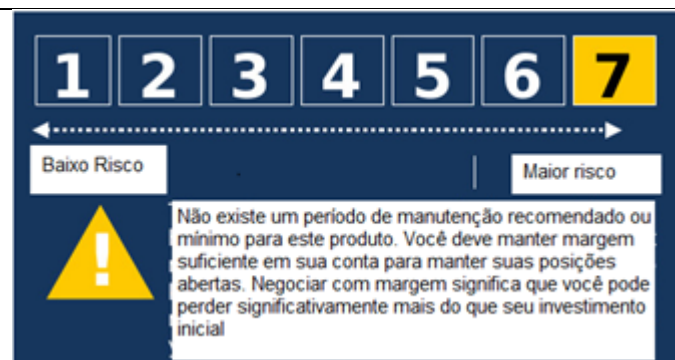 1 2 3 4 5 6 7
Baixo Risco
Maior risco
!
Não existe um período de manutenção recomendado ou
mínimo para este produto. Você deve manter margem
suficiente em sua conta para manter suas posições
abertas. Negociar com margem significa que você pode
perder significativamente mais do que seu investimento
inicial